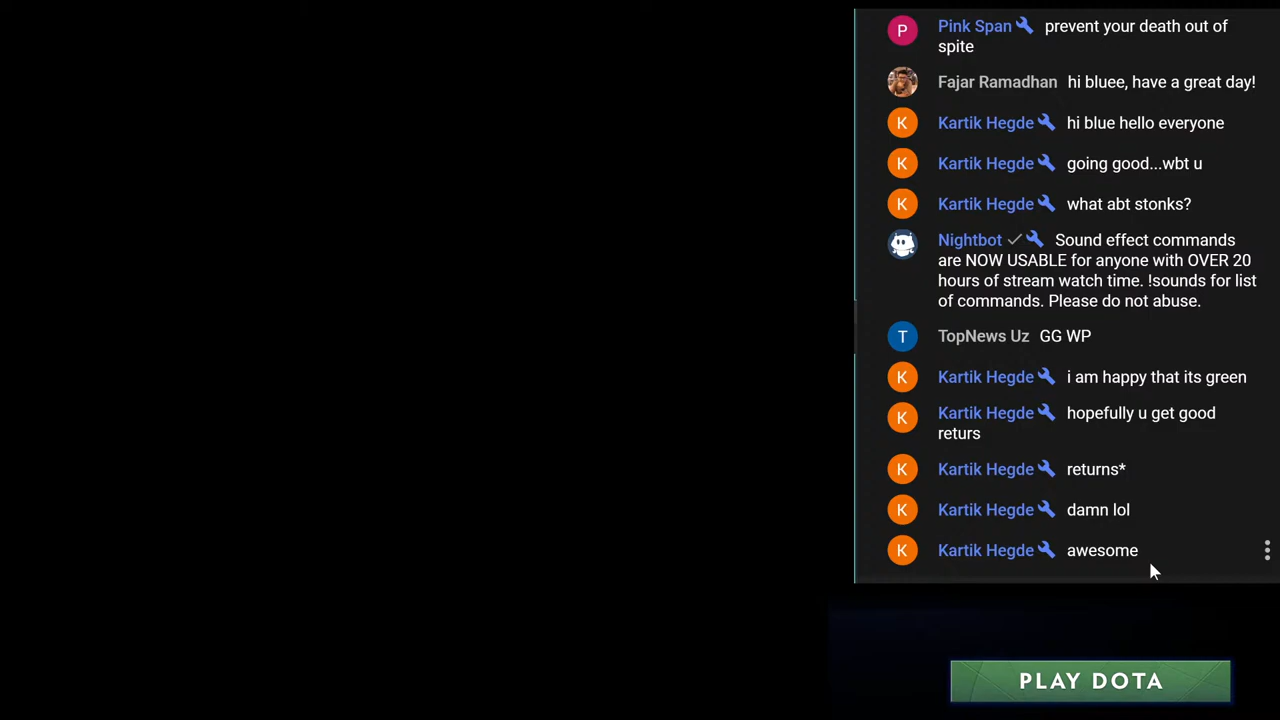 P Pink Span prevent your death out of
spite
Fajar Ramadhan hi bluee, have a great day!
K Kartik Hegde hi blue hello everyone
K Kartik Hegde going good...wbt u
K Kartik Hegde what abt stonks?
Nightbot Sound effect commands
are NOW USABLE for anyone with OVER 20
hours of stream watch time. !sounds for list
of commands. Please do not abuse.
T TopNews Uz GG WP
K Kartik Hegde i am happy that its green
K Kartik Hegde hopefully u get good
returs
K Kartik Hegde returns*
K Kartik Hegde damn lol
K Kartik Hegde awesome
PLAY DOTA